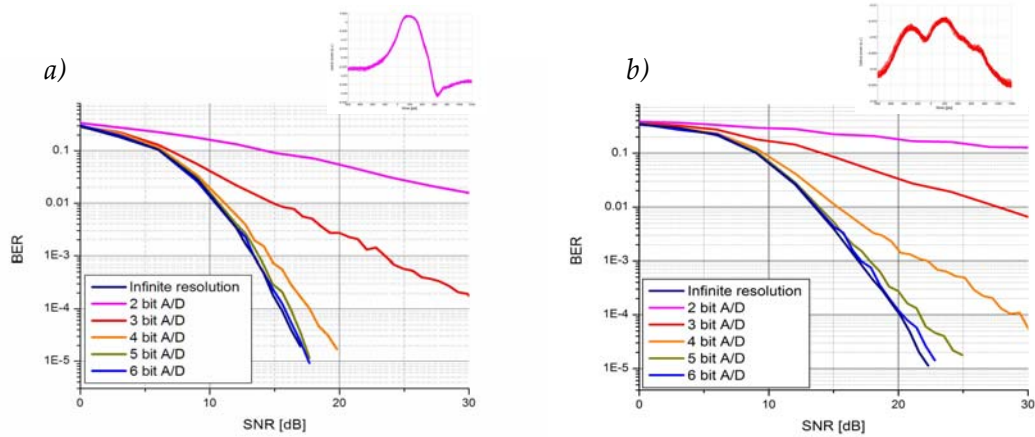 a)
0.1
0.01
1E-3
1E-4
1E-5
BER
Infinite resolution
2 bit A/D
3 bit A/D
4 bit A/D
5 bit A/D
6 bit A/D
0 10 20 30
SNR [dB]
b)
0.1
0.01
1E-3
1E-4
1E-5
BER
Infinite resolution
2 bit A/D
3 bit A/D
4 bit A/D
5 bit A/D
6 bit A/D
0 10 20 30
SNR [dB]